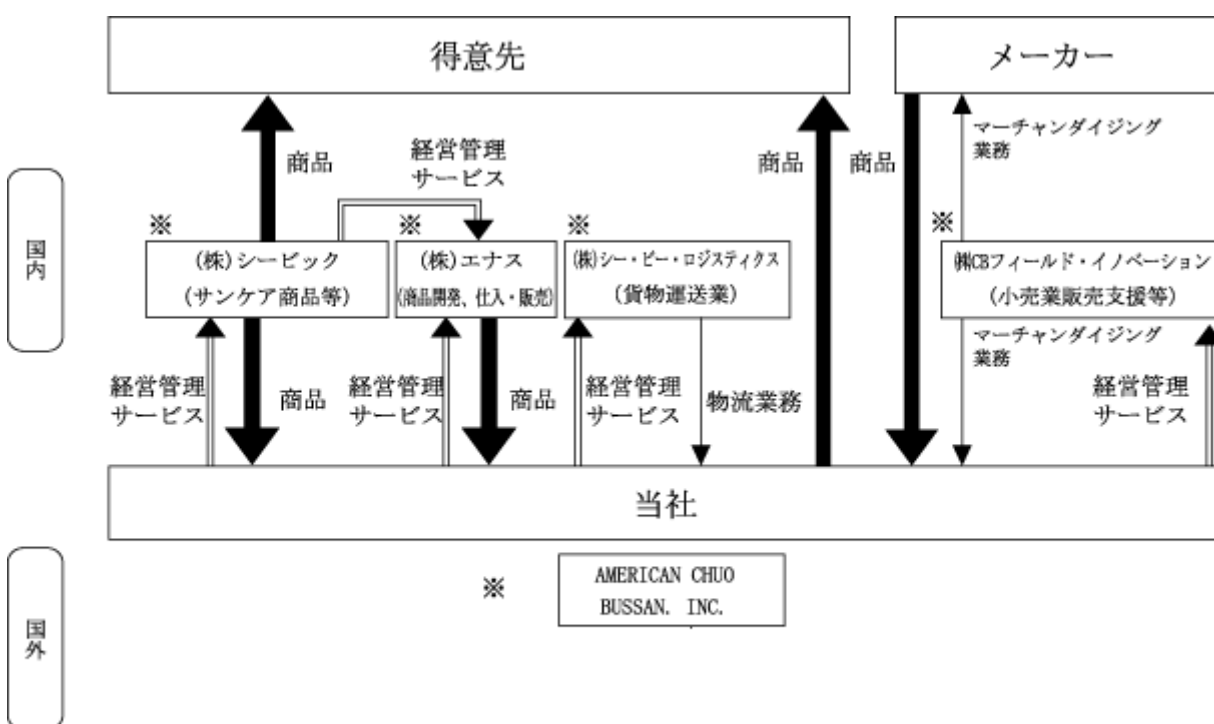 得意先
メーカー
マーチャンダイジング
業務
経営管理
サービス
商品
商品
商品
国内
※
※
※
※
(株)シービック
(サンケア商品等)
(株)エナス
(商品開発、仕入・販売)
(株)シー・ビー・ロジスティクス
(貨物運送業)
㈱CBフィールド・イノベーション
(小売業販売支援等)
マーチャンダイジング
業務
経営管理
サービス
商品
経営管理
サービス
商品
経営管理
サービス
物流業務
経営管理
サービス
当社
※
AMERICAN CHUO
BUSSAN. INC.
国外